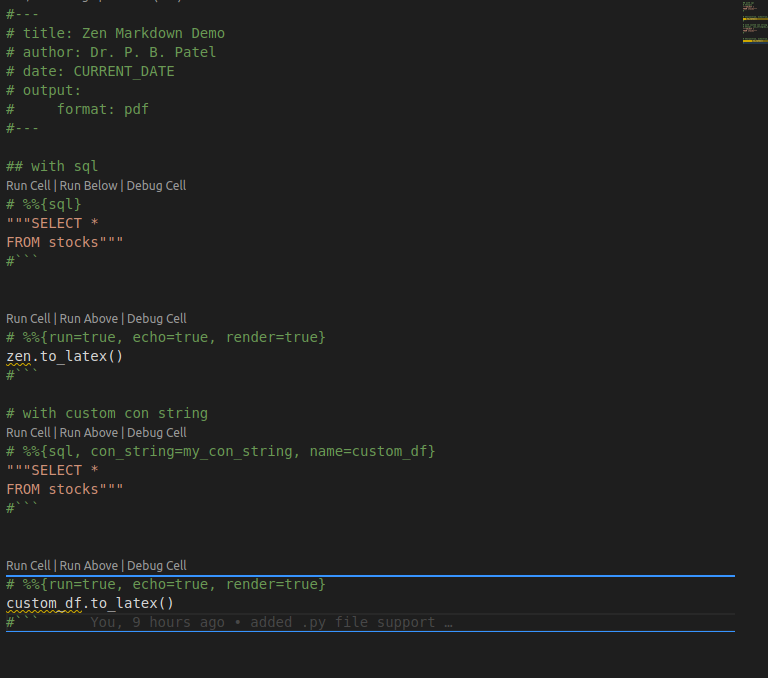 #---
# title: Zen Markdown Demo
# author: Dr. P. B. Patel
# date: CURRENT_DATE
# output:
#     format: pdf
#---
## with sql
Run Cell | Run Below | Debug Cell
# %%{sql}
"""SELECT *
FROM stocks"""
#```
Run Cell | Run Above | Debug Cell
# %%{run=true, echo=true, render=true}
zen.to_latex()
#```
# with custom con string
Run Cell | Run Above | Debug Cell
# %%{sql, con_string=my_con_string, name=custom_df}
"""SELECT *
FROM stocks"""
#```
Run Cell | Run Above | Debug Cell
# %%{run=true, echo=true, render=true}
custom_df.to_latex()
#```      You, 9 hours ago • added .py file support …